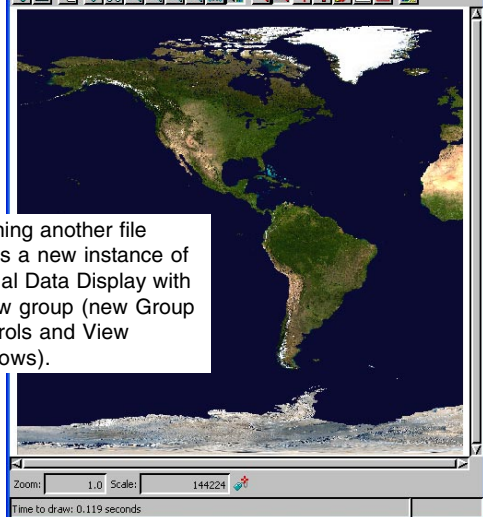 ning another file
s a new instance of
al Data Display with
w group (new Group
rols and View
ows).
Zoom: 1.0 Scale: 144224
Time to draw: 0.119 seconds